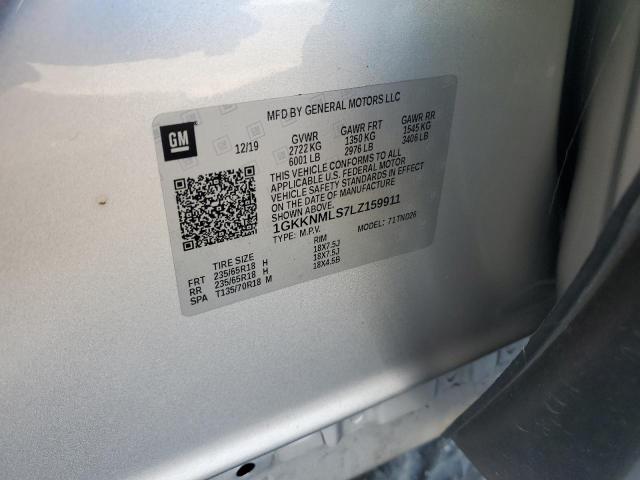 MFD BY GENERAL MOTORS LLC
GM
12/19 GVWR GAWR FRT GAWR RR
2722 KG 1350 KG 1545 KG
6001 LB 2976 LB 3406 LB
THIS VEHICLE CONFORMS TO ALL
APPLICABLE U.S. FEDERAL MOTOR
VEHICLE SAFETY STANDARDS IN EFFECT
ON THE DATE OF MANUFACTURE
1GKKNMLS7LZ159911
TYPE: M.P.V. MODEL: 71TND26
TIRE SIZE RIM
FRT 235/65R18 H 18X7.5J
RR 235/65R18 H 18X7.5J
SPA T135/70R18 M 18X4.5B